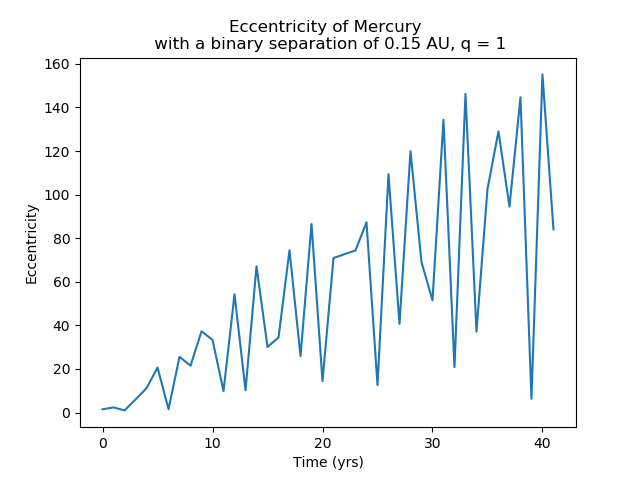 Eccentricity of Mercury
with a binary separation of 0.15 AU, q = 1
160
140
120
100
80
60
40
20
0
Eccentricity
0 10 20 30 40
Time (yrs)